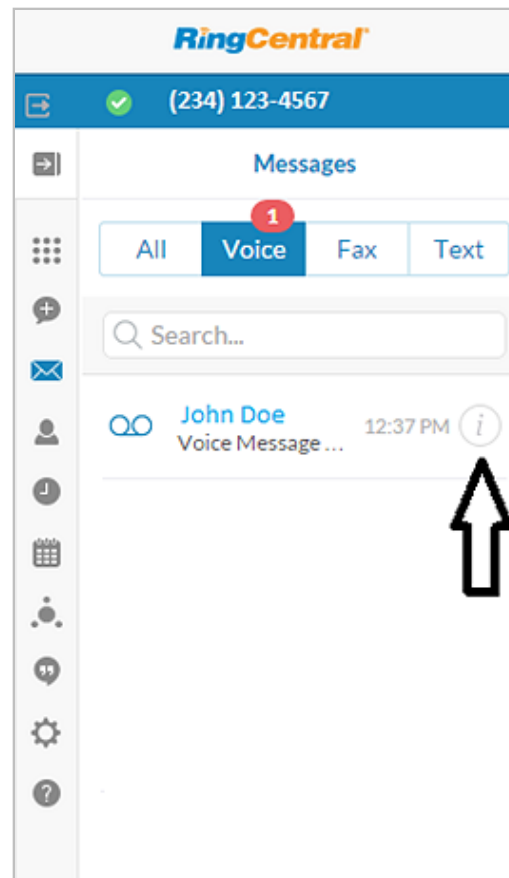 RingCentral®
(234) 123-4567
Messages
1
All Voice Fax Text
Search...
John Doe
12:37 PM i
Voice Message ...
?